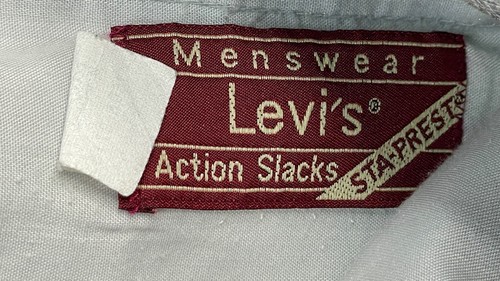 Menswear
Levi's®
Action Slacks
STA-PREST®